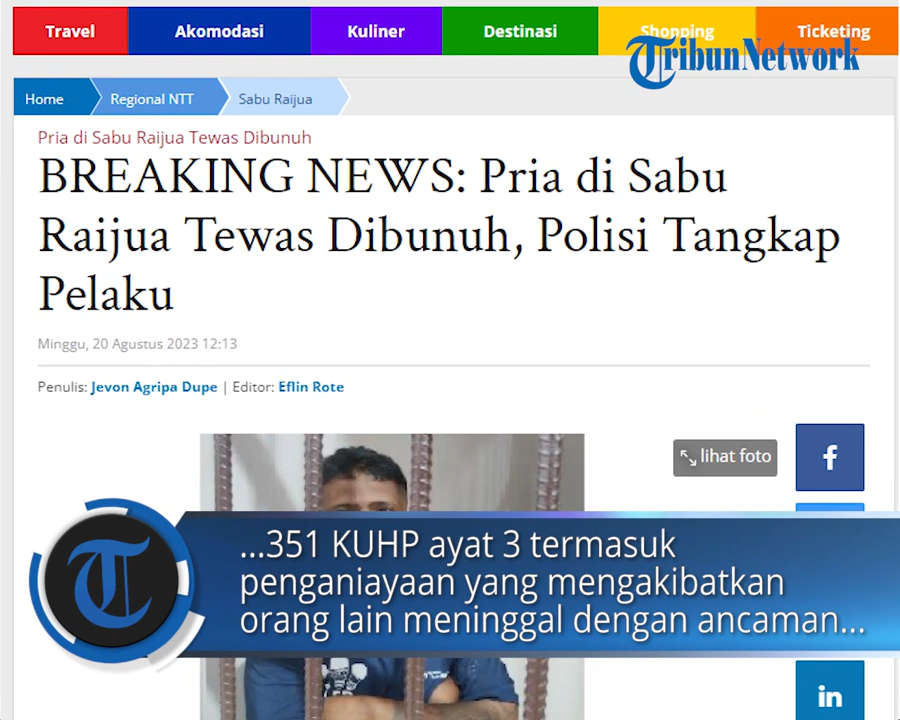 Travel
Akomodasi
Kuliner
Destinasi
Shopping
Ticketing
TribunNetwork
Home
Regional NTT
Sabu Raijua
Pria di Sabu Raijua Tewas Dibunuh
BREAKING NEWS: Pria di Sabu
Raijua Tewas Dibunuh, Polisi Tangkap
Pelaku
Minggu, 20 Agustus 2023 12:13
Penulis: Jevon Agripa Dupe | Editor: Eflin Rote
lihat foto
f
T
...351 KUHP ayat 3 termasuk
penganiayaan yang mengakibatkan
orang lain meninggal dengan ancaman...
in